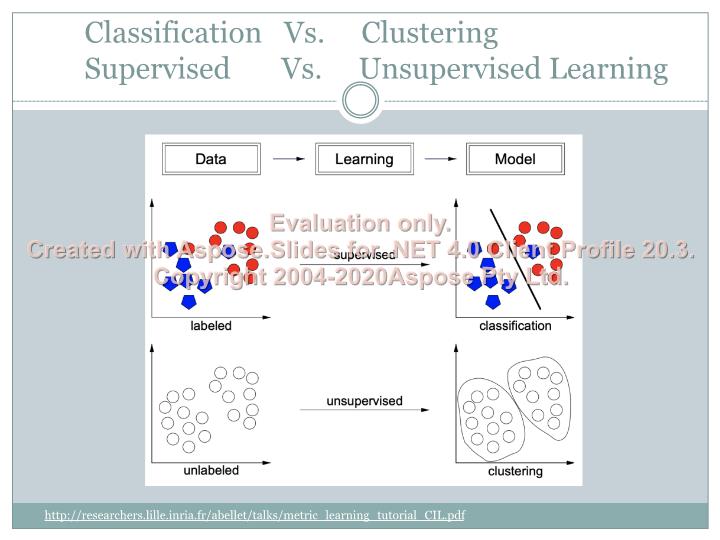 Classification Vs. Clustering
Supervised Vs. Unsupervised Learning
Data Learning Model
Evaluation only.
Created with Aspose.Slides for .NET 4.0 Client Profile 20.3.
supervised
Copyright 2004-2020Aspose Pty Ltd.
labeled classification
unsupervised
unlabeled clustering
http://researchers.lille.inria.fr/abellet/talks/metric_learning_tutorial_CIL.pdf